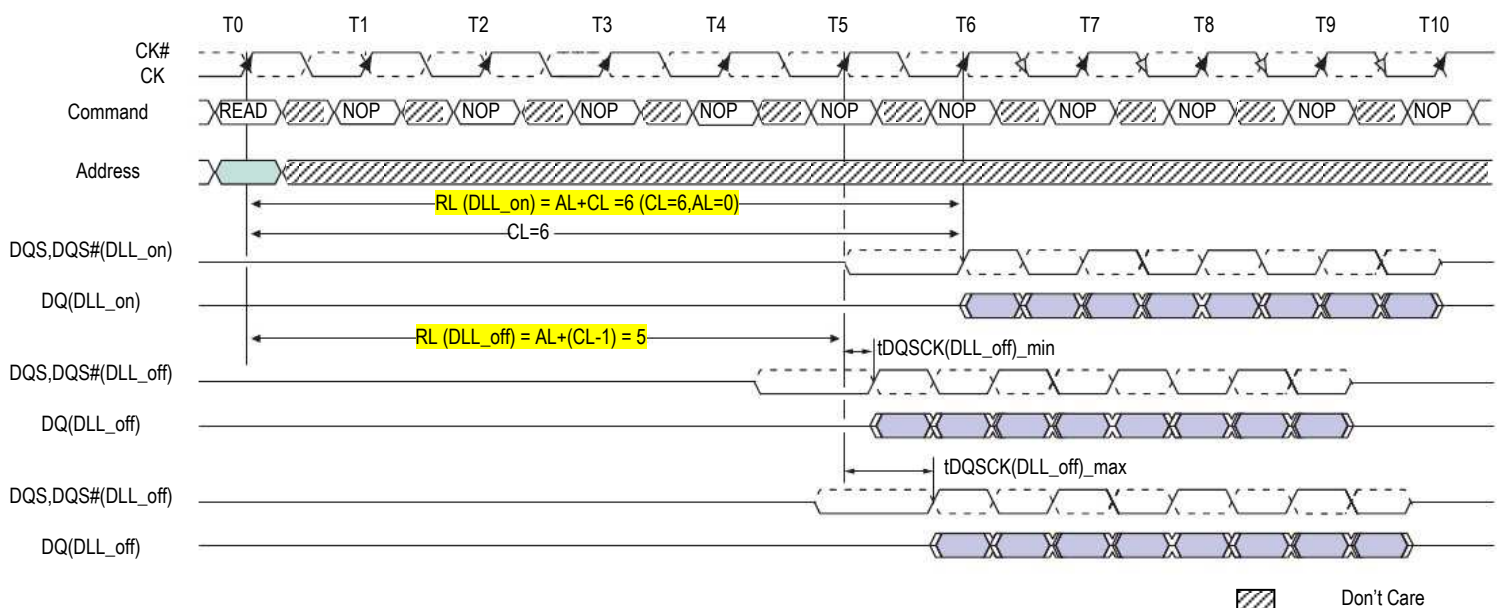 T0 T1 T2 T3 T4 T5 T6 T7 T8 T9 T10
CK#
CK
Command READ NOP NOP NOP NOP NOP NOP NOP NOP NOP NOP
Address
RL (DLL_on) = AL+CL =6 (CL=6,AL=0)
CL=6
DQS,DQS#(DLL_on)
DQ(DLL_on)
RL (DLL_off) = AL+(CL-1) = 5
tDQSCK(DLL_off)_min
DQS,DQS#(DLL_off)
DQ(DLL_off)
tDQSCK(DLL_off)_max
DQS,DQS#(DLL_off)
DQ(DLL_off)
Don't Care